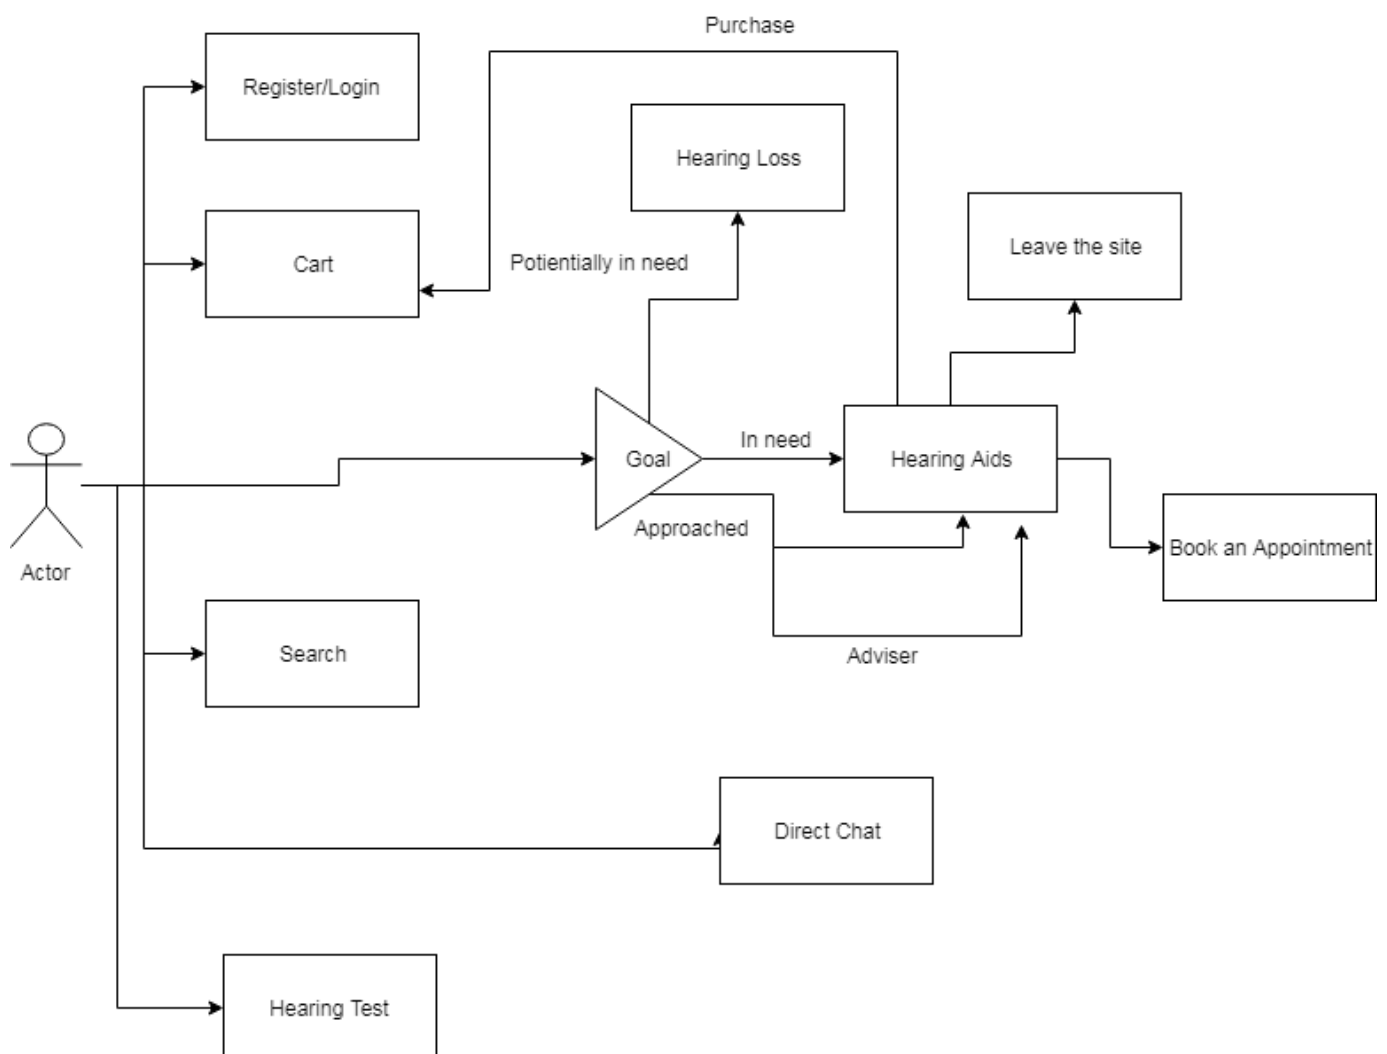 Purchase
Register/Login
Hearing Loss
Leave the site
Cart
Potientially in need
In need
Goal
Hearing Aids
Approached
Book an Appointment
Actor
Search
Adviser
Direct Chat
Hearing Test